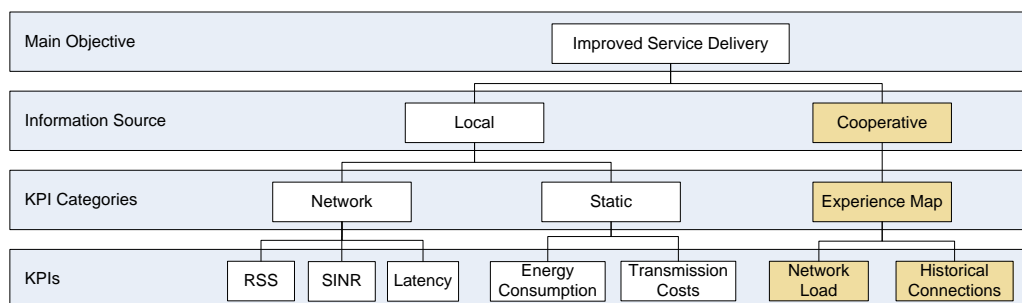 Main Objective
Improved Service Delivery
Information Source
Local
Cooperative
KPI Categories
Network
Static
Experience Map
KPIs
RSS
SINR
Latency
Energy
Consumption
Transmission
Costs
Network
Load
Historical
Connections